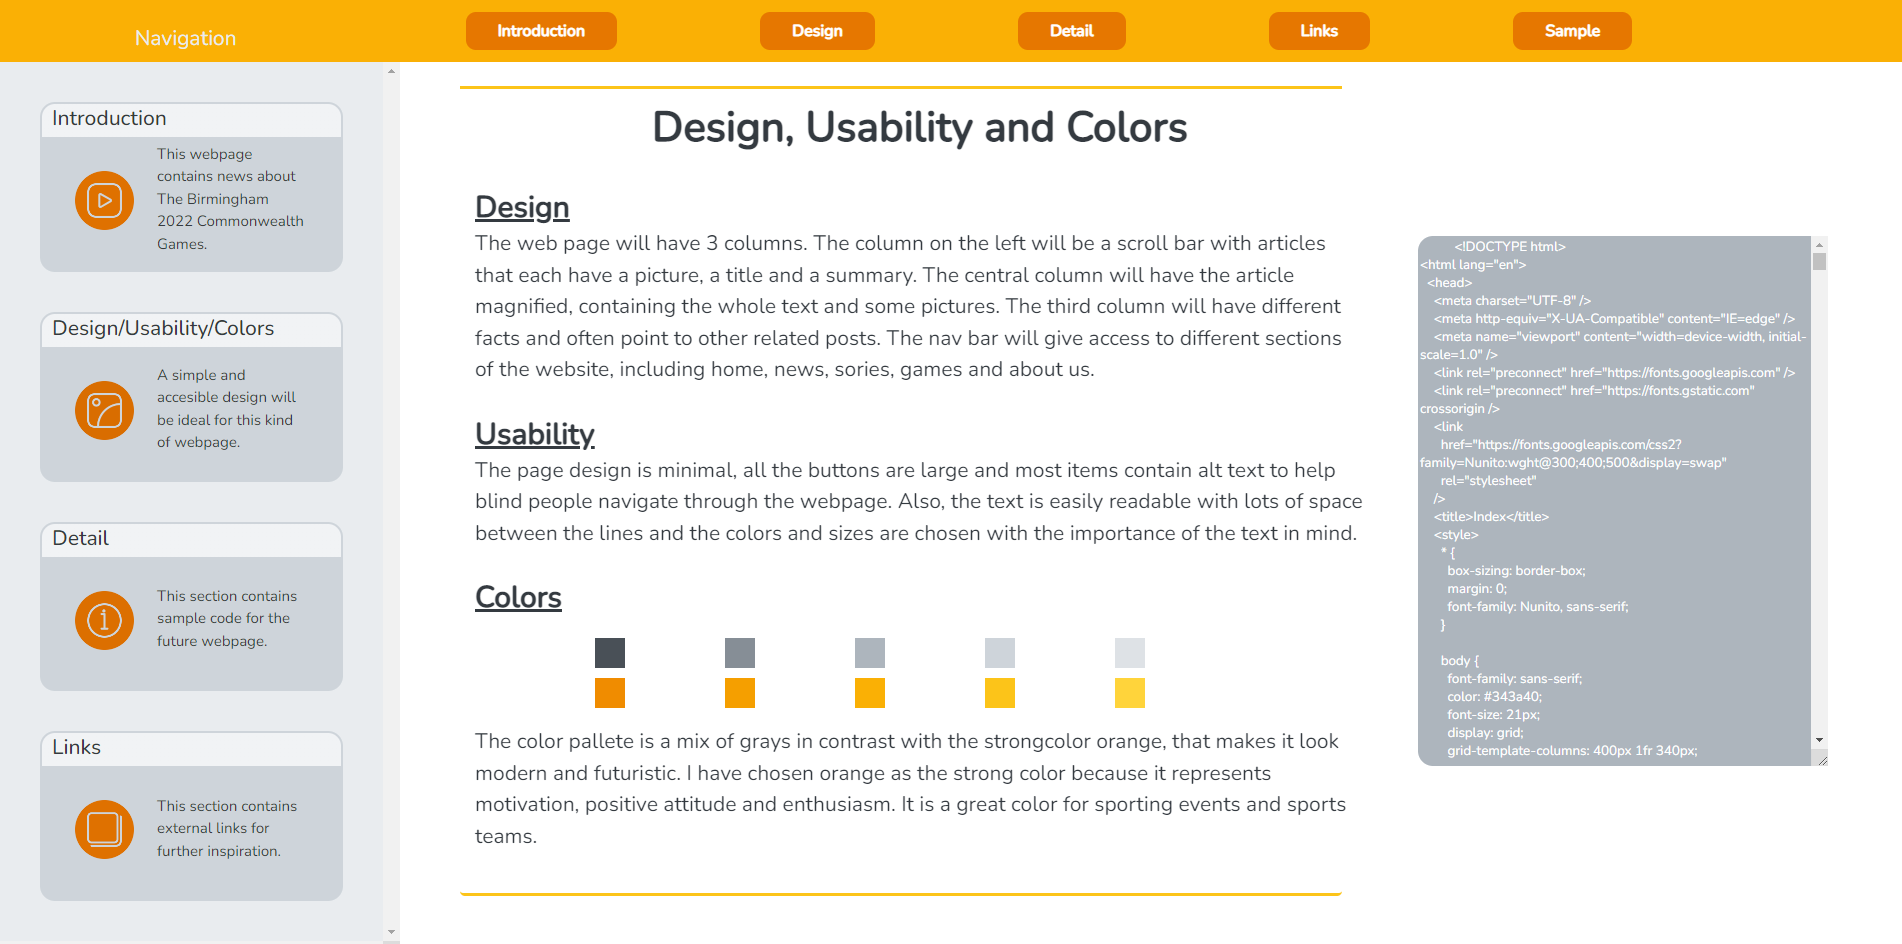 Navigation
Introduction
Design
Detail
Links
Sample
Introduction
This webpage
contains news about
The Birmingham
2022 Commonwealth
Games.
Design/Usability/Colors
A simple and
accesible design will
be ideal for this kind
of webpage.
Detail
This section contains
sample code for the
future webpage.
Links
This section contains
external links for
further inspiration.
Design, Usability and Colors
Design
The web page will have 3 columns. The column on the left will be a scroll bar with articles
that each have a picture, a title and a summary. The central column will have the article
magnified, containing the whole text and some pictures. The third column will have different
facts and often point to other related posts. The nav bar will give access to different sections
of the website, including home, news, sories, games and about us.
Usability
The page design is minimal, all the buttons are large and most items contain alt text to help
blind people navigate through the webpage. Also, the text is easily readable with lots of space
between the lines and the colors and sizes are chosen with the importance of the text in mind.
Colors
The color pallete is a mix of grays in contrast with the strongcolor orange, that makes it look
modern and futuristic. I have chosen orange as the strong color because it represents
motivation, positive attitude and enthusiasm. It is a great color for sporting events and sports
teams.
<!DOCTYPE html>
<html lang="en">
<head>
<meta charset="UTF-8" />
<meta http-equiv="X-UA-Compatible" content="IE=edge" />
<meta name="viewport" content="width=device-width, initial-
scale=1.0" />
<link rel="preconnect" href="https://fonts.googleapis.com" />
<link rel="preconnect" href="https://fonts.gstatic.com"
crossorigin />
<link
href="https://fonts.googleapis.com/css2?
family=Nunito:wght@300;400;500&display=swap"
rel="stylesheet"
/>
<title>Index</title>
<style>
* {
box-sizing: border-box;
margin: 0;
font-family: Nunito, sans-serif;
}
body {
font-family: sans-serif;
color: #343a40;
font-size: 21px;
display: grid;
grid-template-columns: 400px 1fr 340px;